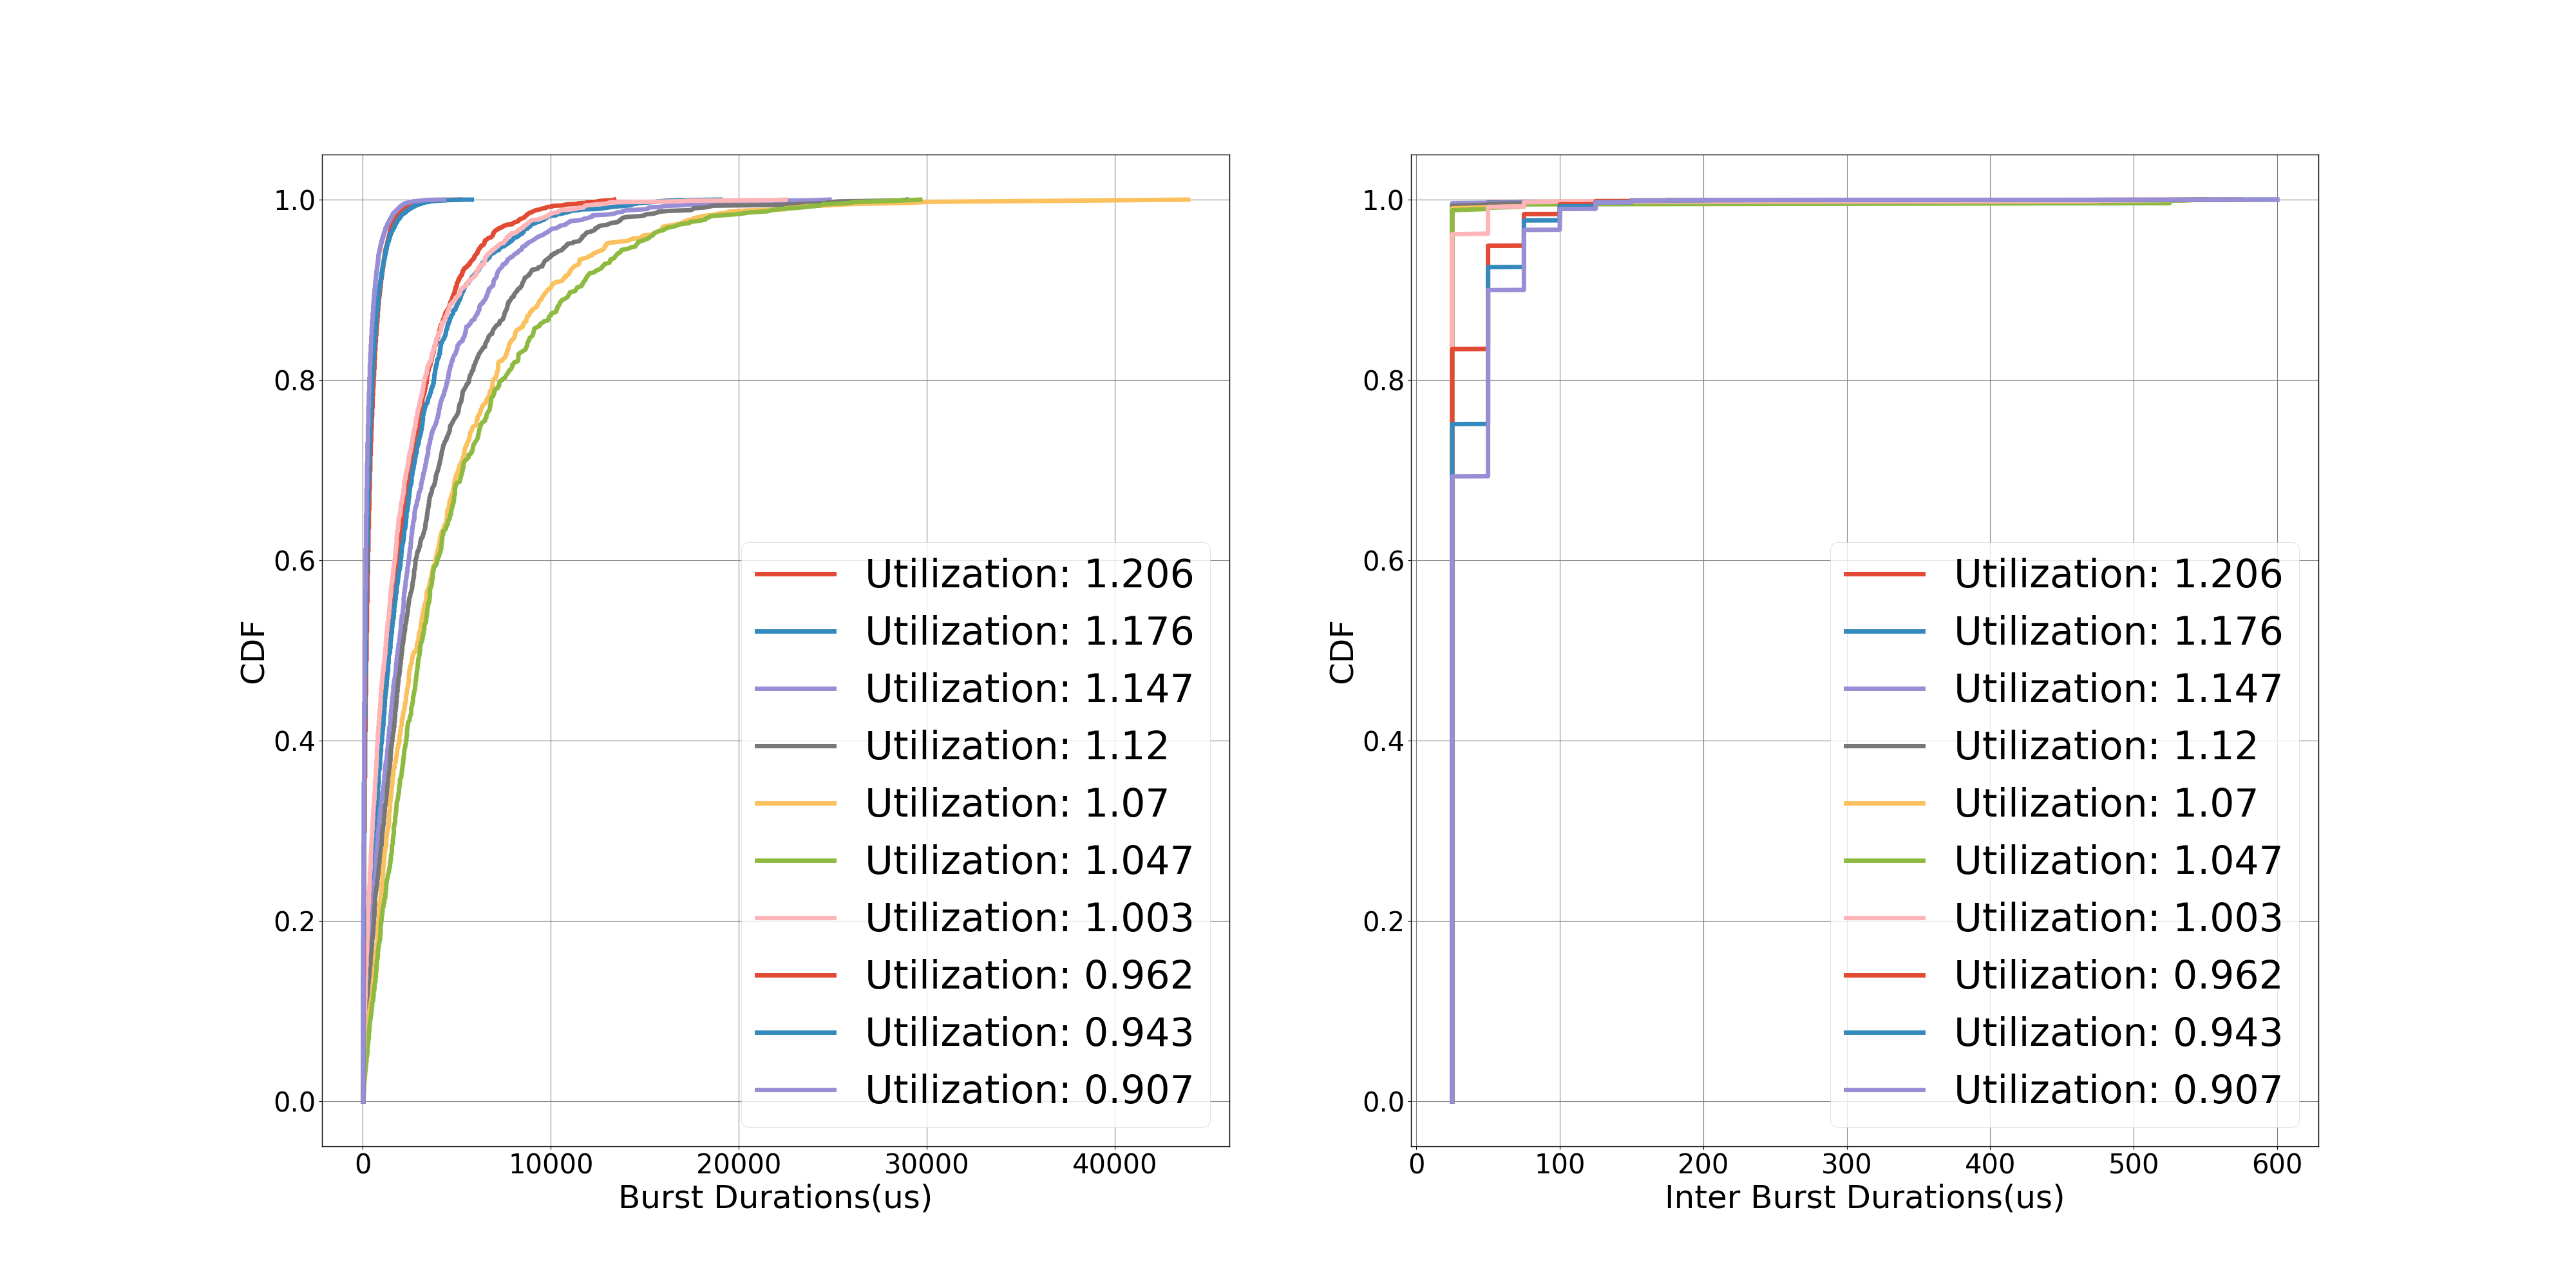 1.0
0.8
0.6
0.4
0.2
0.0
CDF
0 10000 20000 30000 40000
Burst Durations(us)
Utilization: 1.206
Utilization: 1.176
Utilization: 1.147
Utilization: 1.12
Utilization: 1.07
Utilization: 1.047
Utilization: 1.003
Utilization: 0.962
Utilization: 0.943
Utilization: 0.907
1.0
0.8
0.6
0.4
0.2
0.0
CDF
0 100 200 300 400 500 600
Inter Burst Durations(us)
Utilization: 1.206
Utilization: 1.176
Utilization: 1.147
Utilization: 1.12
Utilization: 1.07
Utilization: 1.047
Utilization: 1.003
Utilization: 0.962
Utilization: 0.943
Utilization: 0.907